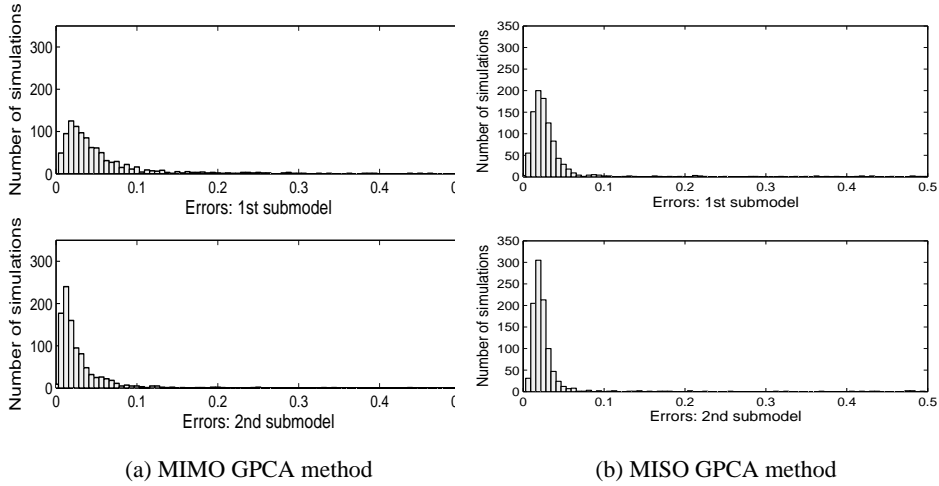 Number of simulations
300
200
100
0
0 0.1 0.2 0.3 0.4 0
Errors: 1st submodel
Number of simulations
300
200
100
0
0 0.1 0.2 0.3 0.4 0
Errors: 2nd submodel
(a) MIMO GPCA method
Number of simulations
350
300
250
200
150
100
50
0
0 0.1 0.2 0.3 0.4 0.5
Errors: 1st submodel
Number of simulations
350
300
250
200
150
100
50
0
0 0.1 0.2 0.3 0.4 0.5
Errors: 2nd submodel
(b) MISO GPCA method